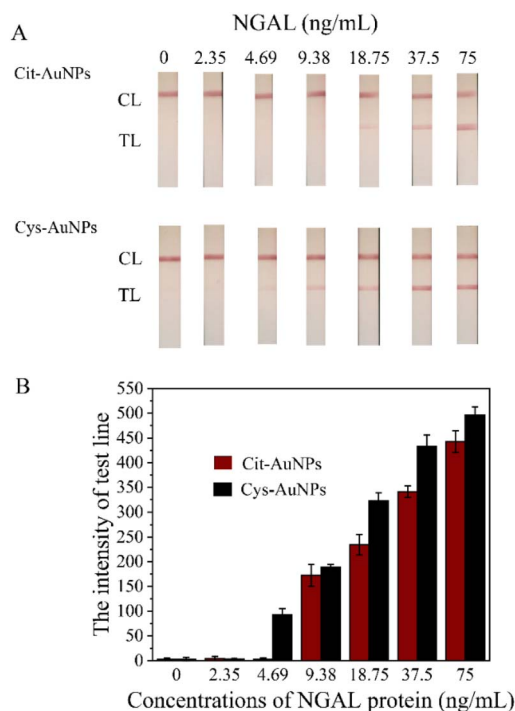 A
NGAL (ng/mL)
0 2.35 4.69 9.38 18.75 37.5 75
Cit-AuNPs
CL
TL
Cys-AuNPs
CL
TL
B
550
500
450
400
350
300
250
200
150
100
50
0
The intensity of test line
Cit-AuNPs
Cys-AuNPs
0 2.35 4.69 9.38 18.75 37.5 75
Concentrations of NGAL protein (ng/mL)